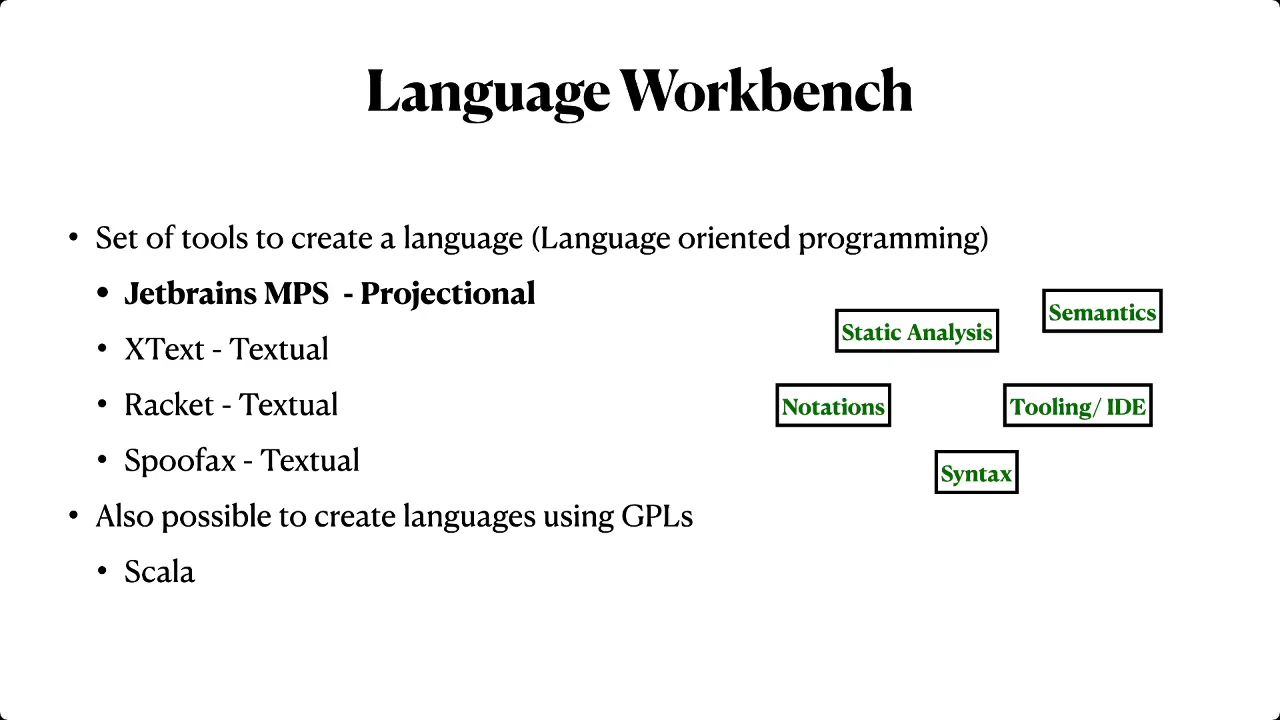 Language Workbench
• Set of tools to create a language (Language oriented programming)
• Jetbrains MPS - Projectional
• XText - Textual
• Racket - Textual
• Spoofax - Textual
• Also possible to create languages using GPLs
• Scala
Semantics
Static Analysis
Notations
Tooling/ IDE
Syntax